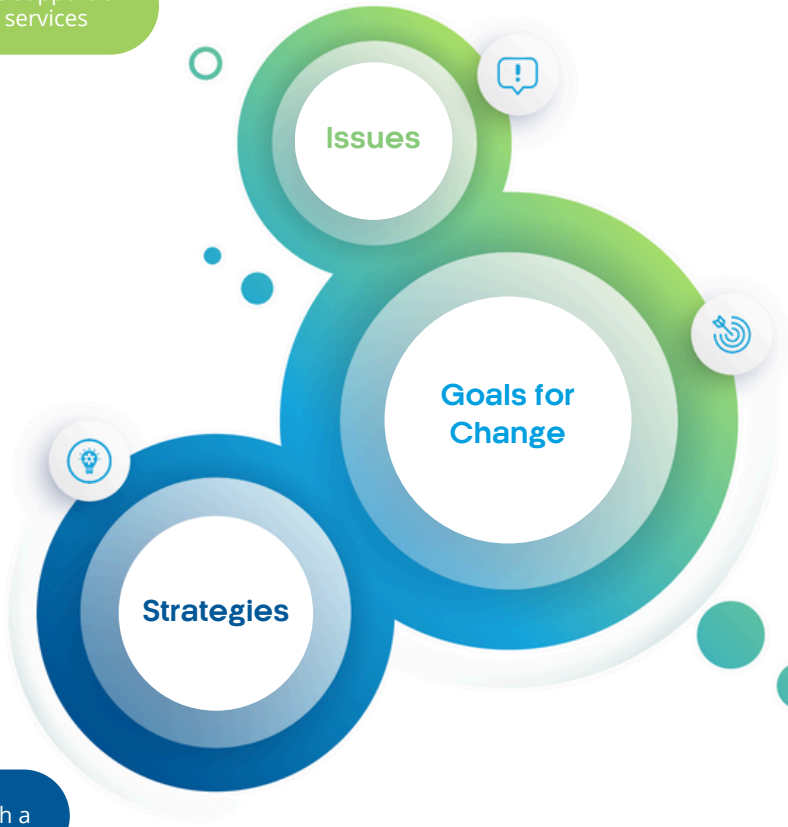 services
Issues
Goals for
Change
Strategies
h a